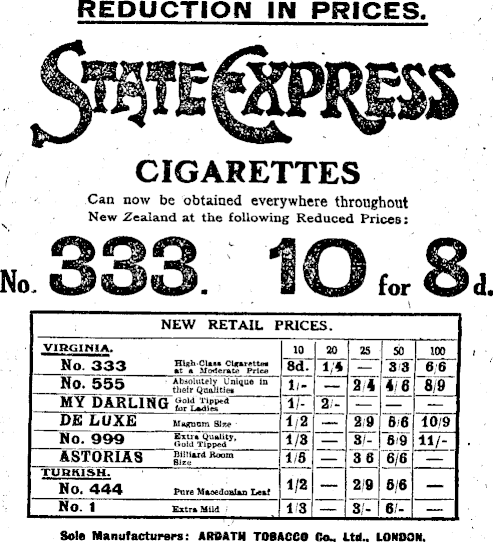 REDUCTION IN PRICES.
STATE EXPRESS
CIGARETTES
Can now be obtained everywhere throughout
New Zealand at the following Reduced Prices:
No. 333. 10 for 8d.
NEW RETAIL PRICES.
VIRGINIA. 10 20 25 50 100
No. 333 High-Class Cigarettes at a Moderate Price 8d. 1/4 — 3/3 6/6
No. 555 Absolutely Unique in their Qualities 1/- — 2/4 4/6 8/9
MY DARLING Gold Tipped for Ladies 1/- 2/- — — —
DE LUXE Magnum Size 1/2 — 2/9 5/6 10/9
No. 999 Extra Quality, Gold Tipped 1/3 — 3/- 5/9 11/-
ASTORIAS Billiard Room Size 1/5 — 3 6 6/6 —
TURKISH.
No. 444 Pure Macedonian Leaf 1/2 — 2/9 5/6 —
No. 1 Extra Mild 1/3 — 3/- 6/- —
Sole Manufacturers: ARDATH TOBACCO Co., Ltd., LONDON.